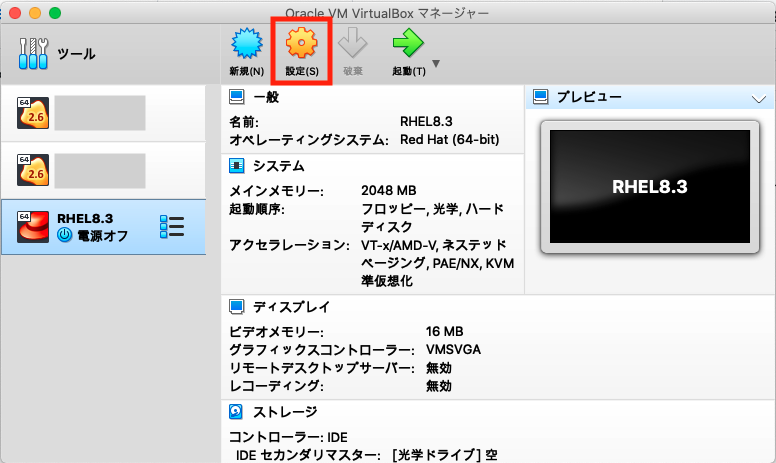 Oracle VM VirtualBox マネージャー
ツール
新規(N)
設定(S)
破棄
起動(T)
64
2.6
64
2.6
64
RHEL8.3
電源オフ
一般
名前: RHEL8.3
オペレーティングシステム: Red Hat (64-bit)
システム
メインメモリー: 2048 MB
起動順序: フロッピー, 光学, ハード
ディスク
アクセラレーション: VT-x/AMD-V, ネステッド
ページング, PAE/NX, KVM
準仮想化
プレビュー
RHEL8.3
ディスプレイ
ビデオメモリー: 16 MB
グラフィックスコントローラー: VMSVGA
リモートデスクトップサーバー: 無効
レコーディング: 無効
ストレージ
コントローラー: IDE
IDE セカンダリマスター: [光学ドライブ] 空